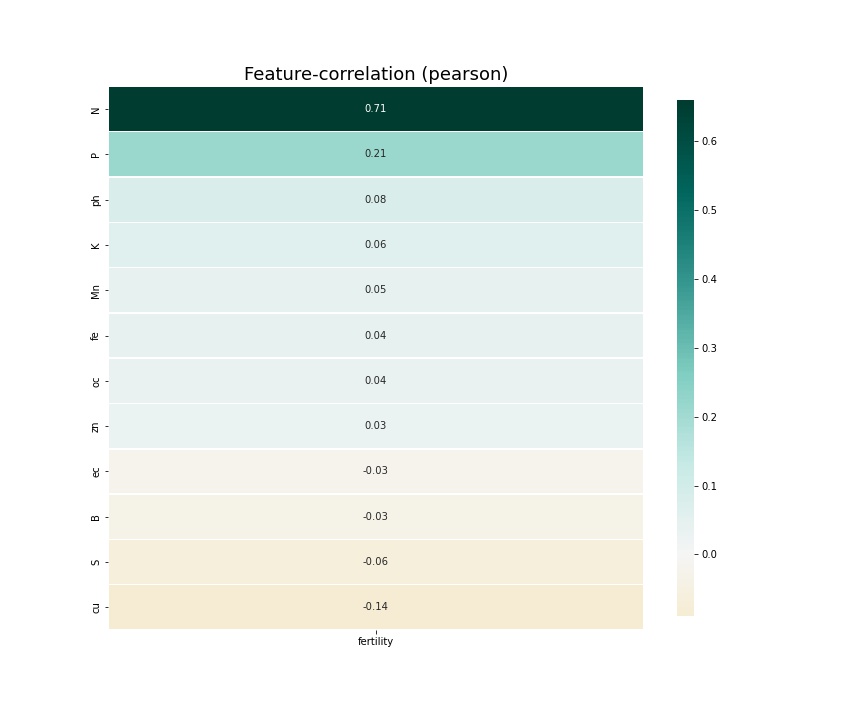 Feature-correlation (pearson)
N 0.71
P 0.21
ph 0.08
K 0.06
Mn 0.05
fe 0.04
oc 0.04
zn 0.03
ec -0.03
B -0.03
S -0.06
cu -0.14
fertility
0.6
0.5
0.4
0.3
0.2
0.1
0.0